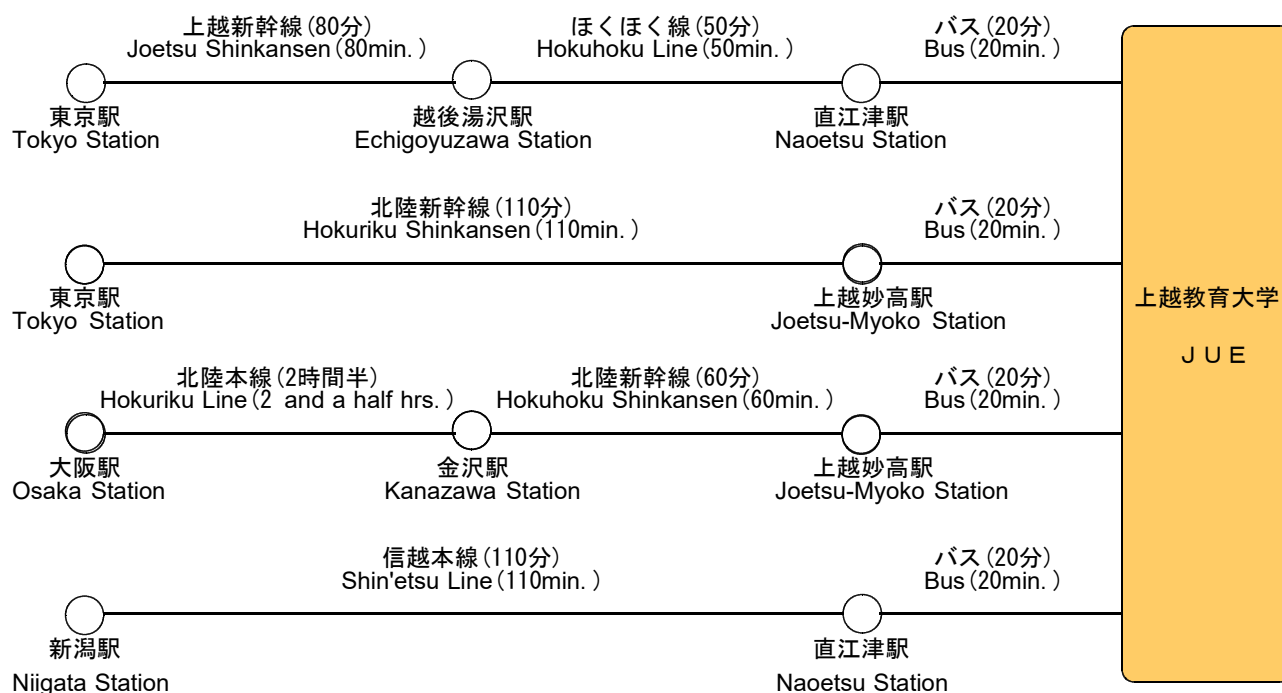 上越新幹線(80分) ほくほく線(50分) バス(20分)
Joetsu Shinkansen(80min.) Hokuhoku Line(50min.) Bus(20min.)
東京駅 越後湯沢駅 直江津駅
Tokyo Station Echigoyuzawa Station Naoetsu Station
北陸新幹線(110分) バス(20分)
Hokuriku Shinkansen(110min.) Bus(20min.)
東京駅 上越妙高駅
Tokyo Station Joetsu-Myoko Station
北陸本線(2時間半) 北陸新幹線(60分) バス(20分)
Hokuriku Line(2 and a half hrs.) Hokuhoku Shinkansen(60min.) Bus(20min.)
大阪駅 金沢駅 上越妙高駅
Osaka Station Kanazawa Station Joetsu-Myoko Station
信越本線(110分) バス(20分)
Shin'etsu Line(110min.) Bus(20min.)
新潟駅 直江津駅
Niigata Station Naoetsu Station
上越教育大学
JUE